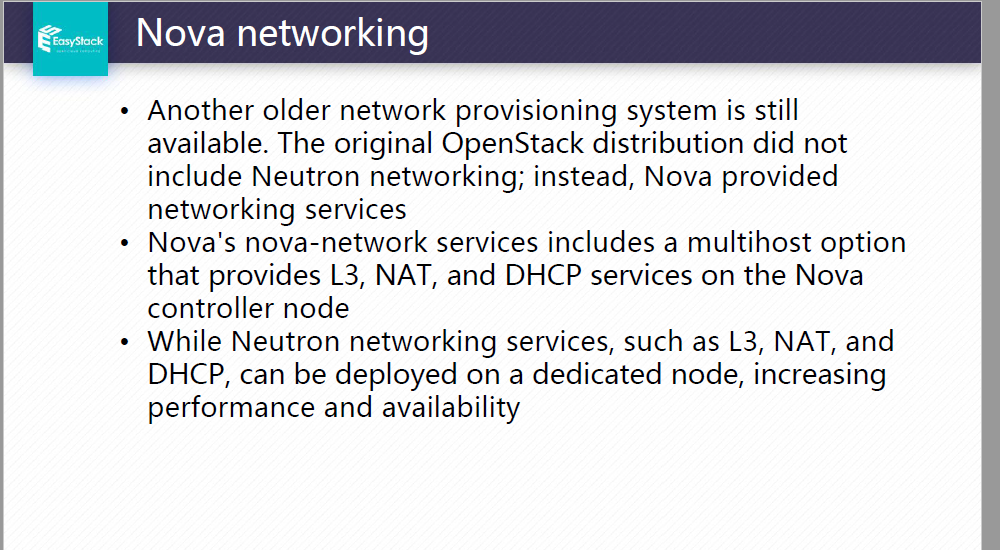 EasyStack
Nova networking
• Another older network provisioning system is still
available. The original OpenStack distribution did not
include Neutron networking; instead, Nova provided
networking services
• Nova's nova-network services includes a multihost option
that provides L3, NAT, and DHCP services on the Nova
controller node
• While Neutron networking services, such as L3, NAT, and
DHCP, can be deployed on a dedicated node, increasing
performance and availability